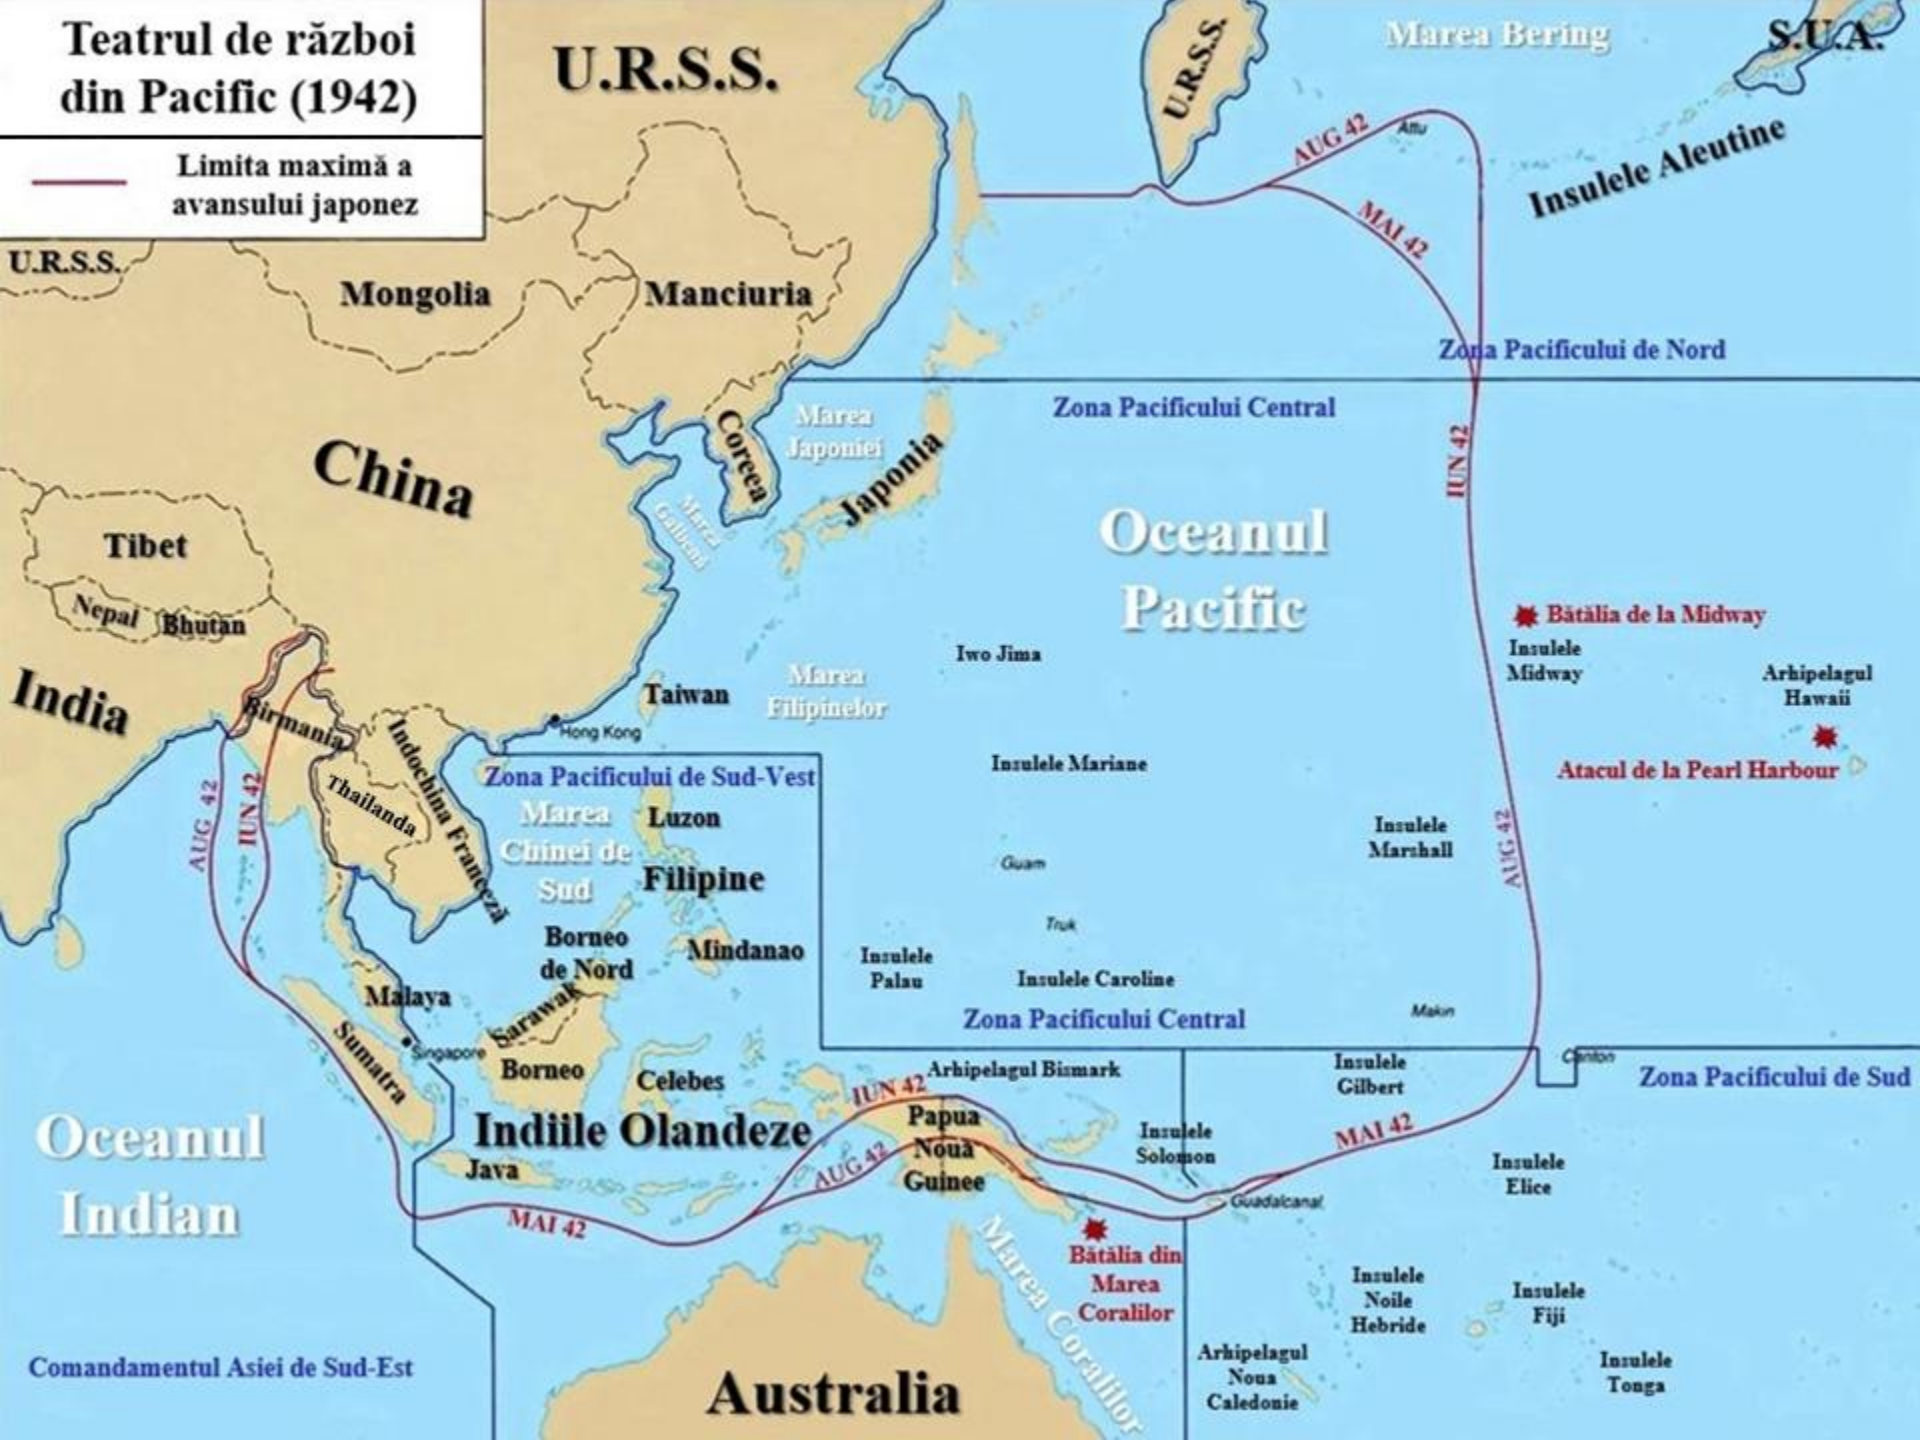 Teatrul de război
din Pacific (1942)
Limita maximă a
avansului japonez
U.R.S.S.
U.R.S.S.
Marea Bering
S.U.A.
AUG 42
Attu
Insulele Aleutine
MAI 42
U.R.S.S.
Mongolia
Manciuria
Zona Pacificului de Nord
Zona Pacificului Central
Marea
Japoniei
Coreea
Japonia
IUN 42
China
Marea
Galbenă
Oceanul
Pacific
Tibet
Nepal
Bhutan
Bătălia de la Midway
Insulele
Midway
Iwo Jima
Arhipelagul
Hawaii
India
Birmania
Taiwan
Marea
Filipinelor
Hong Kong
Indochina Franceză
Thailanda
Insulele Mariane
Atacul de la Pearl Harbour
Zona Pacificului de Sud-Vest
AUG 42
IUN 42
Marea
Chinei de
Sud
Luzon
Filipine
Insulele
Marshall
AUG 42
Guam
Truk
Borneo
de Nord
Mindanao
Insulele
Palau
Insulele Caroline
Malaya
Sarawak
Makin
Zona Pacificului Central
Sumatra
Singapore
Borneo
Celebes
Arhipelagul Bismark
Insulele
Gilbert
Canton
Zona Pacificului de Sud
IUN 42
Oceanul
Indian
Indiile Olandeze
Papua
Nouă
Guinee
Insulele
Solomon
MAI 42
Java
AUG 42
Insulele
Elice
Guadalcanal
MAI 42
Marea Coralilor
Bătălia din
Marea
Coralilor
Insulele
Noile
Hebride
Insulele
Fiji
Comandamentul Asiei de Sud-Est
Australia
Arhipelagul
Noua
Caledonie
Insulele
Tonga